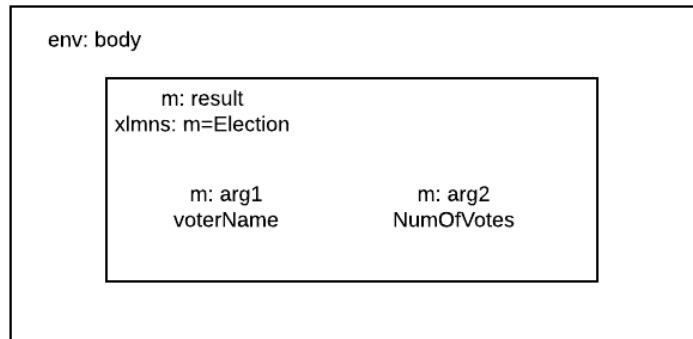 env: body
m: result
xlmns: m=Election
m: arg1 m: arg2
voterName NumOfVotes